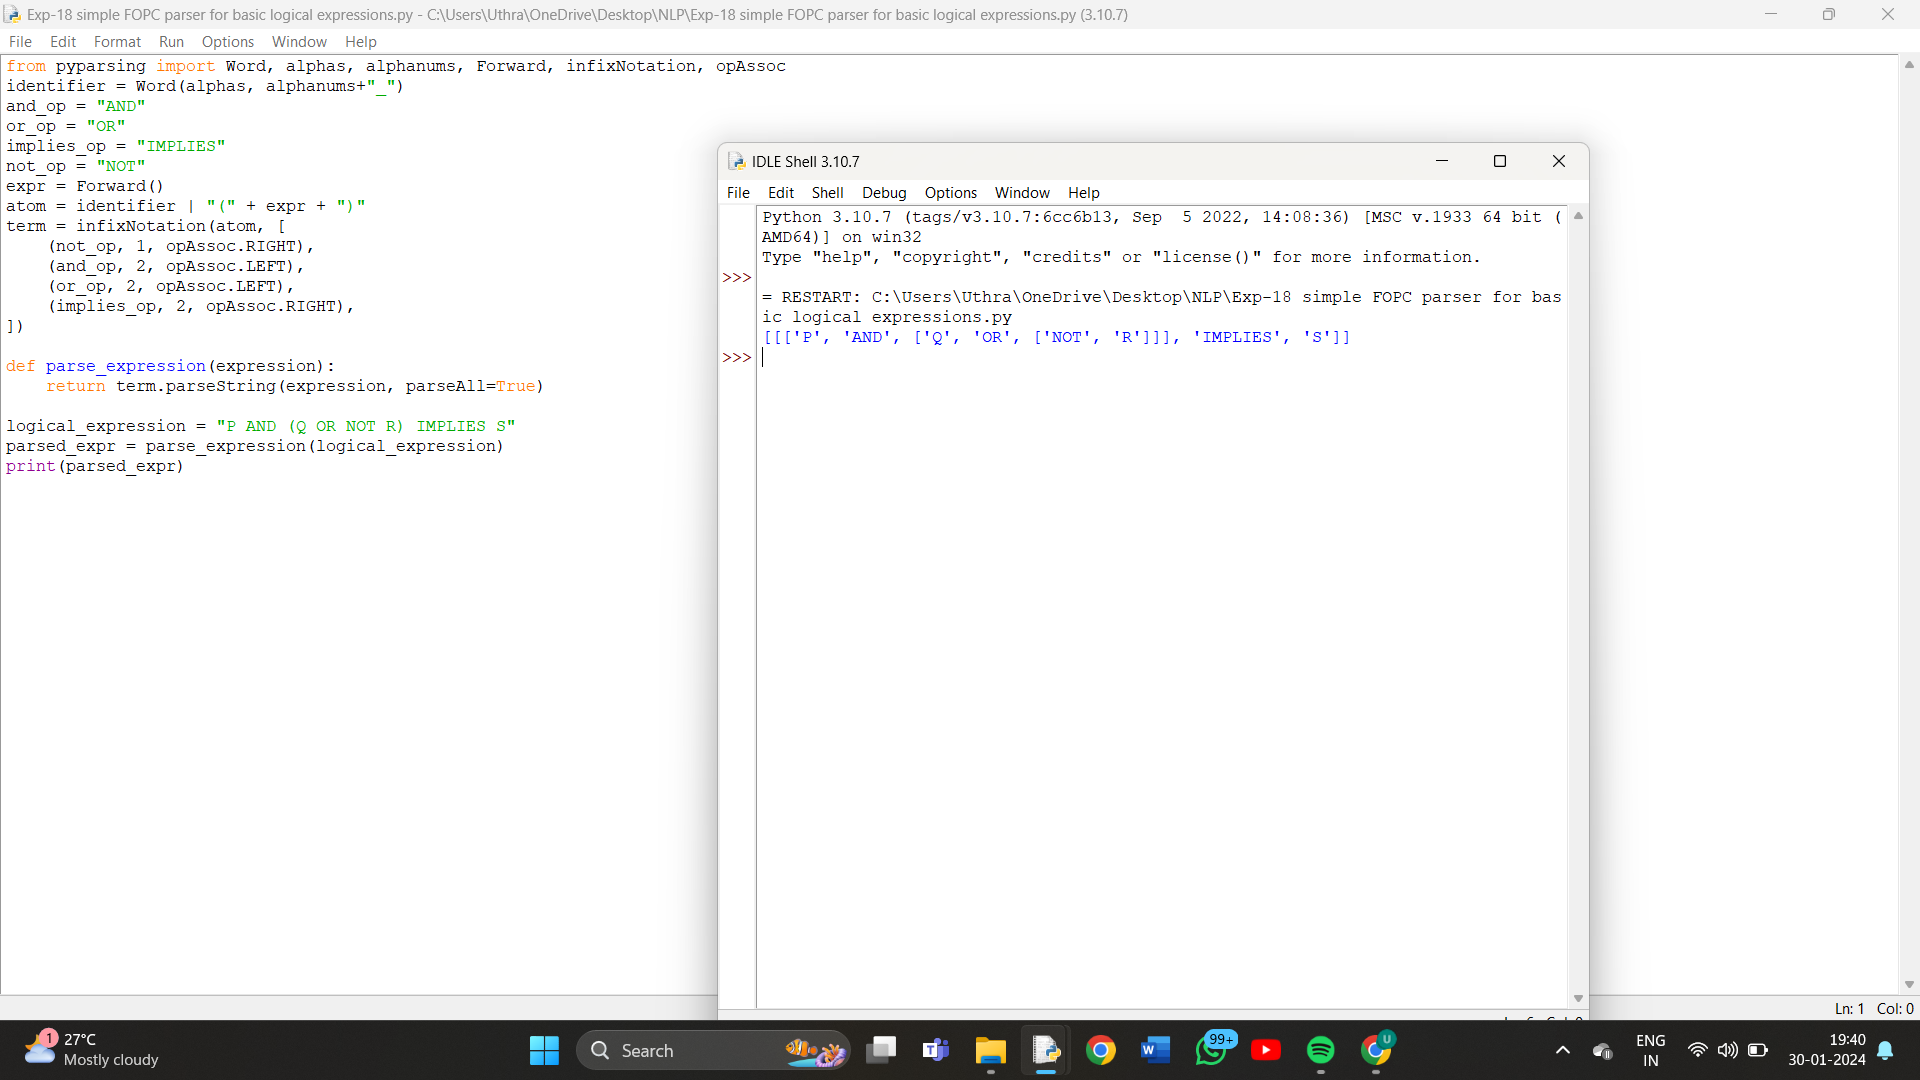 Exp-18 simple FOPC parser for basic logical expressions.py - C:\Users\Uthra\OneDrive\Desktop\NLP\Exp-18 simple FOPC parser for basic logical expressions.py (3.10.7)
File Edit Format Run Options Window Help
from pyparsing import Word, alphas, alphanums, Forward, infixNotation, opAssoc
identifier = Word(alphas, alphanums+"_")
and_op = "AND"
or_op = "OR"
implies_op = "IMPLIES"
not_op = "NOT"
expr = Forward()
atom = identifier | "(" + expr + ")"
term = infixNotation(atom, [
    (not_op, 1, opAssoc.RIGHT),
    (and_op, 2, opAssoc.LEFT),
    (or_op, 2, opAssoc.LEFT),
    (implies_op, 2, opAssoc.RIGHT),
])
def parse_expression(expression):
    return term.parseString(expression, parseAll=True)
logical_expression = "P AND (Q OR NOT R) IMPLIES S"
parsed_expr = parse_expression(logical_expression)
print(parsed_expr)
IDLE Shell 3.10.7
File Edit Shell Debug Options Window Help
Python 3.10.7 (tags/v3.10.7:6cc6b13, Sep  5 2022, 14:08:36) [MSC v.1933 64 bit (
AMD64)] on win32
Type "help", "copyright", "credits" or "license()" for more information.
>>>
= RESTART: C:\Users\Uthra\OneDrive\Desktop\NLP\Exp-18 simple FOPC parser for bas
ic logical expressions.py
[[['P', 'AND', ['Q', 'OR', ['NOT', 'R']]], 'IMPLIES', 'S']]
>>>
Ln: 1 Col: 0
1
27°C
Mostly cloudy
Search
99+
U
ENG
IN
19:40
30-01-2024